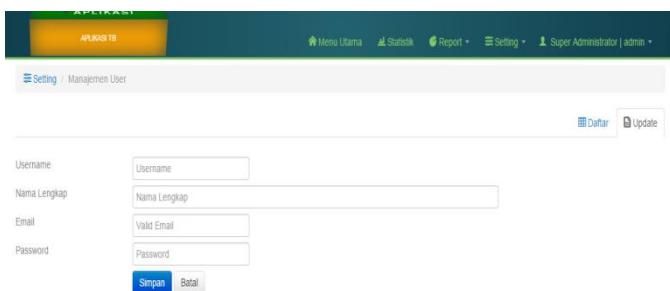 APLIKASI
APLIKASI TB
Menu Utama Statistik Report Setting Super Administrator | admin
Setting / Manajemen User
Daftar Update
Username Username
Nama Lengkap Nama Lengkap
Email Valid Email
Password Password
Simpan Batal